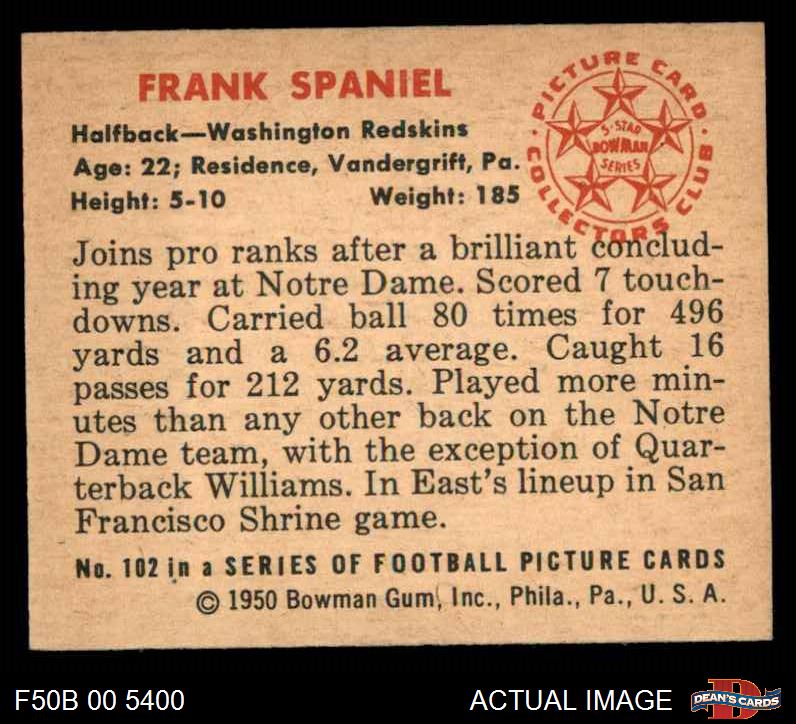 FRANK SPANIEL
Halfback—Washington Redskins
Age: 22; Residence, Vandergrift, Pa.
Height: 5-10 Weight: 185
PICTURE CARD
COLLECTORS CLUB
5-STAR
BOWMAN
SERIES
Joins pro ranks after a brilliant conclud-
ing year at Notre Dame. Scored 7 touch-
downs. Carried ball 80 times for 496
yards and a 6.2 average. Caught 16
passes for 212 yards. Played more min-
utes than any other back on the Notre
Dame team, with the exception of Quar-
terback Williams. In East's lineup in San
Francisco Shrine game.
No. 102 in a SERIES OF FOOTBALL PICTURE CARDS
© 1950 Bowman Gum, Inc., Phila., Pa., U. S. A.
F50B 00 5400
ACTUAL IMAGE
D
DEAN'S CARDS